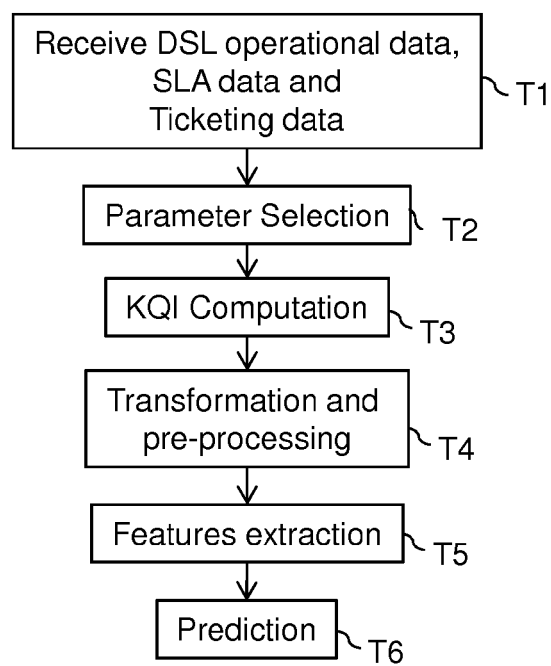 Receive DSL operational data,
SLA data and
Ticketing data
T1
Parameter Selection
T2
KQI Computation
T3
Transformation and
pre-processing
T4
Features extraction
T5
Prediction
T6